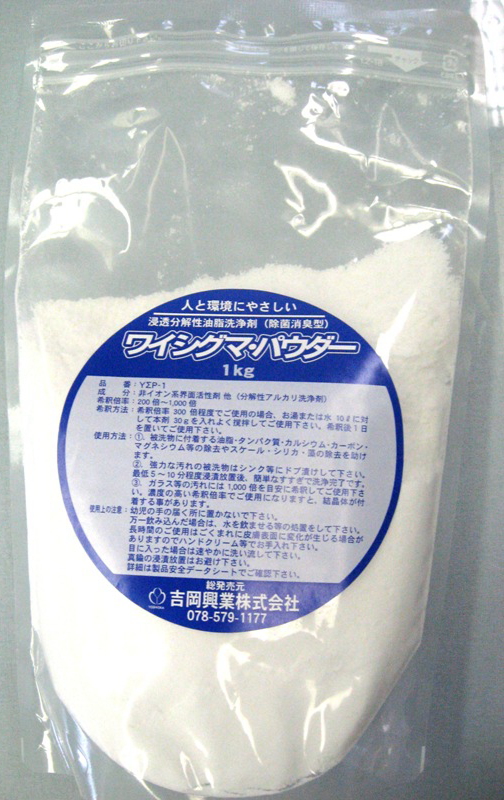 人と環境にやさしい
浸透分解性油脂洗浄剤（除菌消臭型）
ワイシグマ・パウダー
1kg
品 番：YΣP-1
成 分：非イオン系界面活性剤 他（分解性アルカリ洗浄剤）
希釈倍率：200倍〜1,000倍
希釈方法：希釈倍率 300 倍程度でご使用の場合、お湯または水 10ℓに対
して本剤 30gを入れよく撹拌してご使用下さい。希釈後1日
を置いてご使用下さい。
使用方法：①．被洗物に付着する油脂・タンパク質・カルシウム・カーボン・
マグネシウム等の除去やスケール・シリカ・藻の除去を助け
ます。
②．強力な汚れの被洗物はシンク等にドブ漬けして下さい。
最低５〜10分程度浸漬放置後、簡単なすすぎで洗浄完了です。
③．ガラス等の汚れには1,000倍を目安に希釈してご使用下さ
い。濃度の高い希釈倍率でご使用になりますと、結晶体が付
着する事があります。
使用上の注意：幼児の手の届く所に置かないで下さい。
万一飲み込んだ場合は、水を飲ませる等の処置をして下さい。
長時間のご使用はごくまれに皮膚表面に変化が生じる場合が
ありますのでハンドクリーム等でお手入れ下さい。
目に入った場合は速やかに洗い流して下さい。
真鍮の浸漬放置はお避け下さい。
詳細は製品安全データシートでご確認下さい。
総発売元
吉岡興業株式会社
078-579-1177